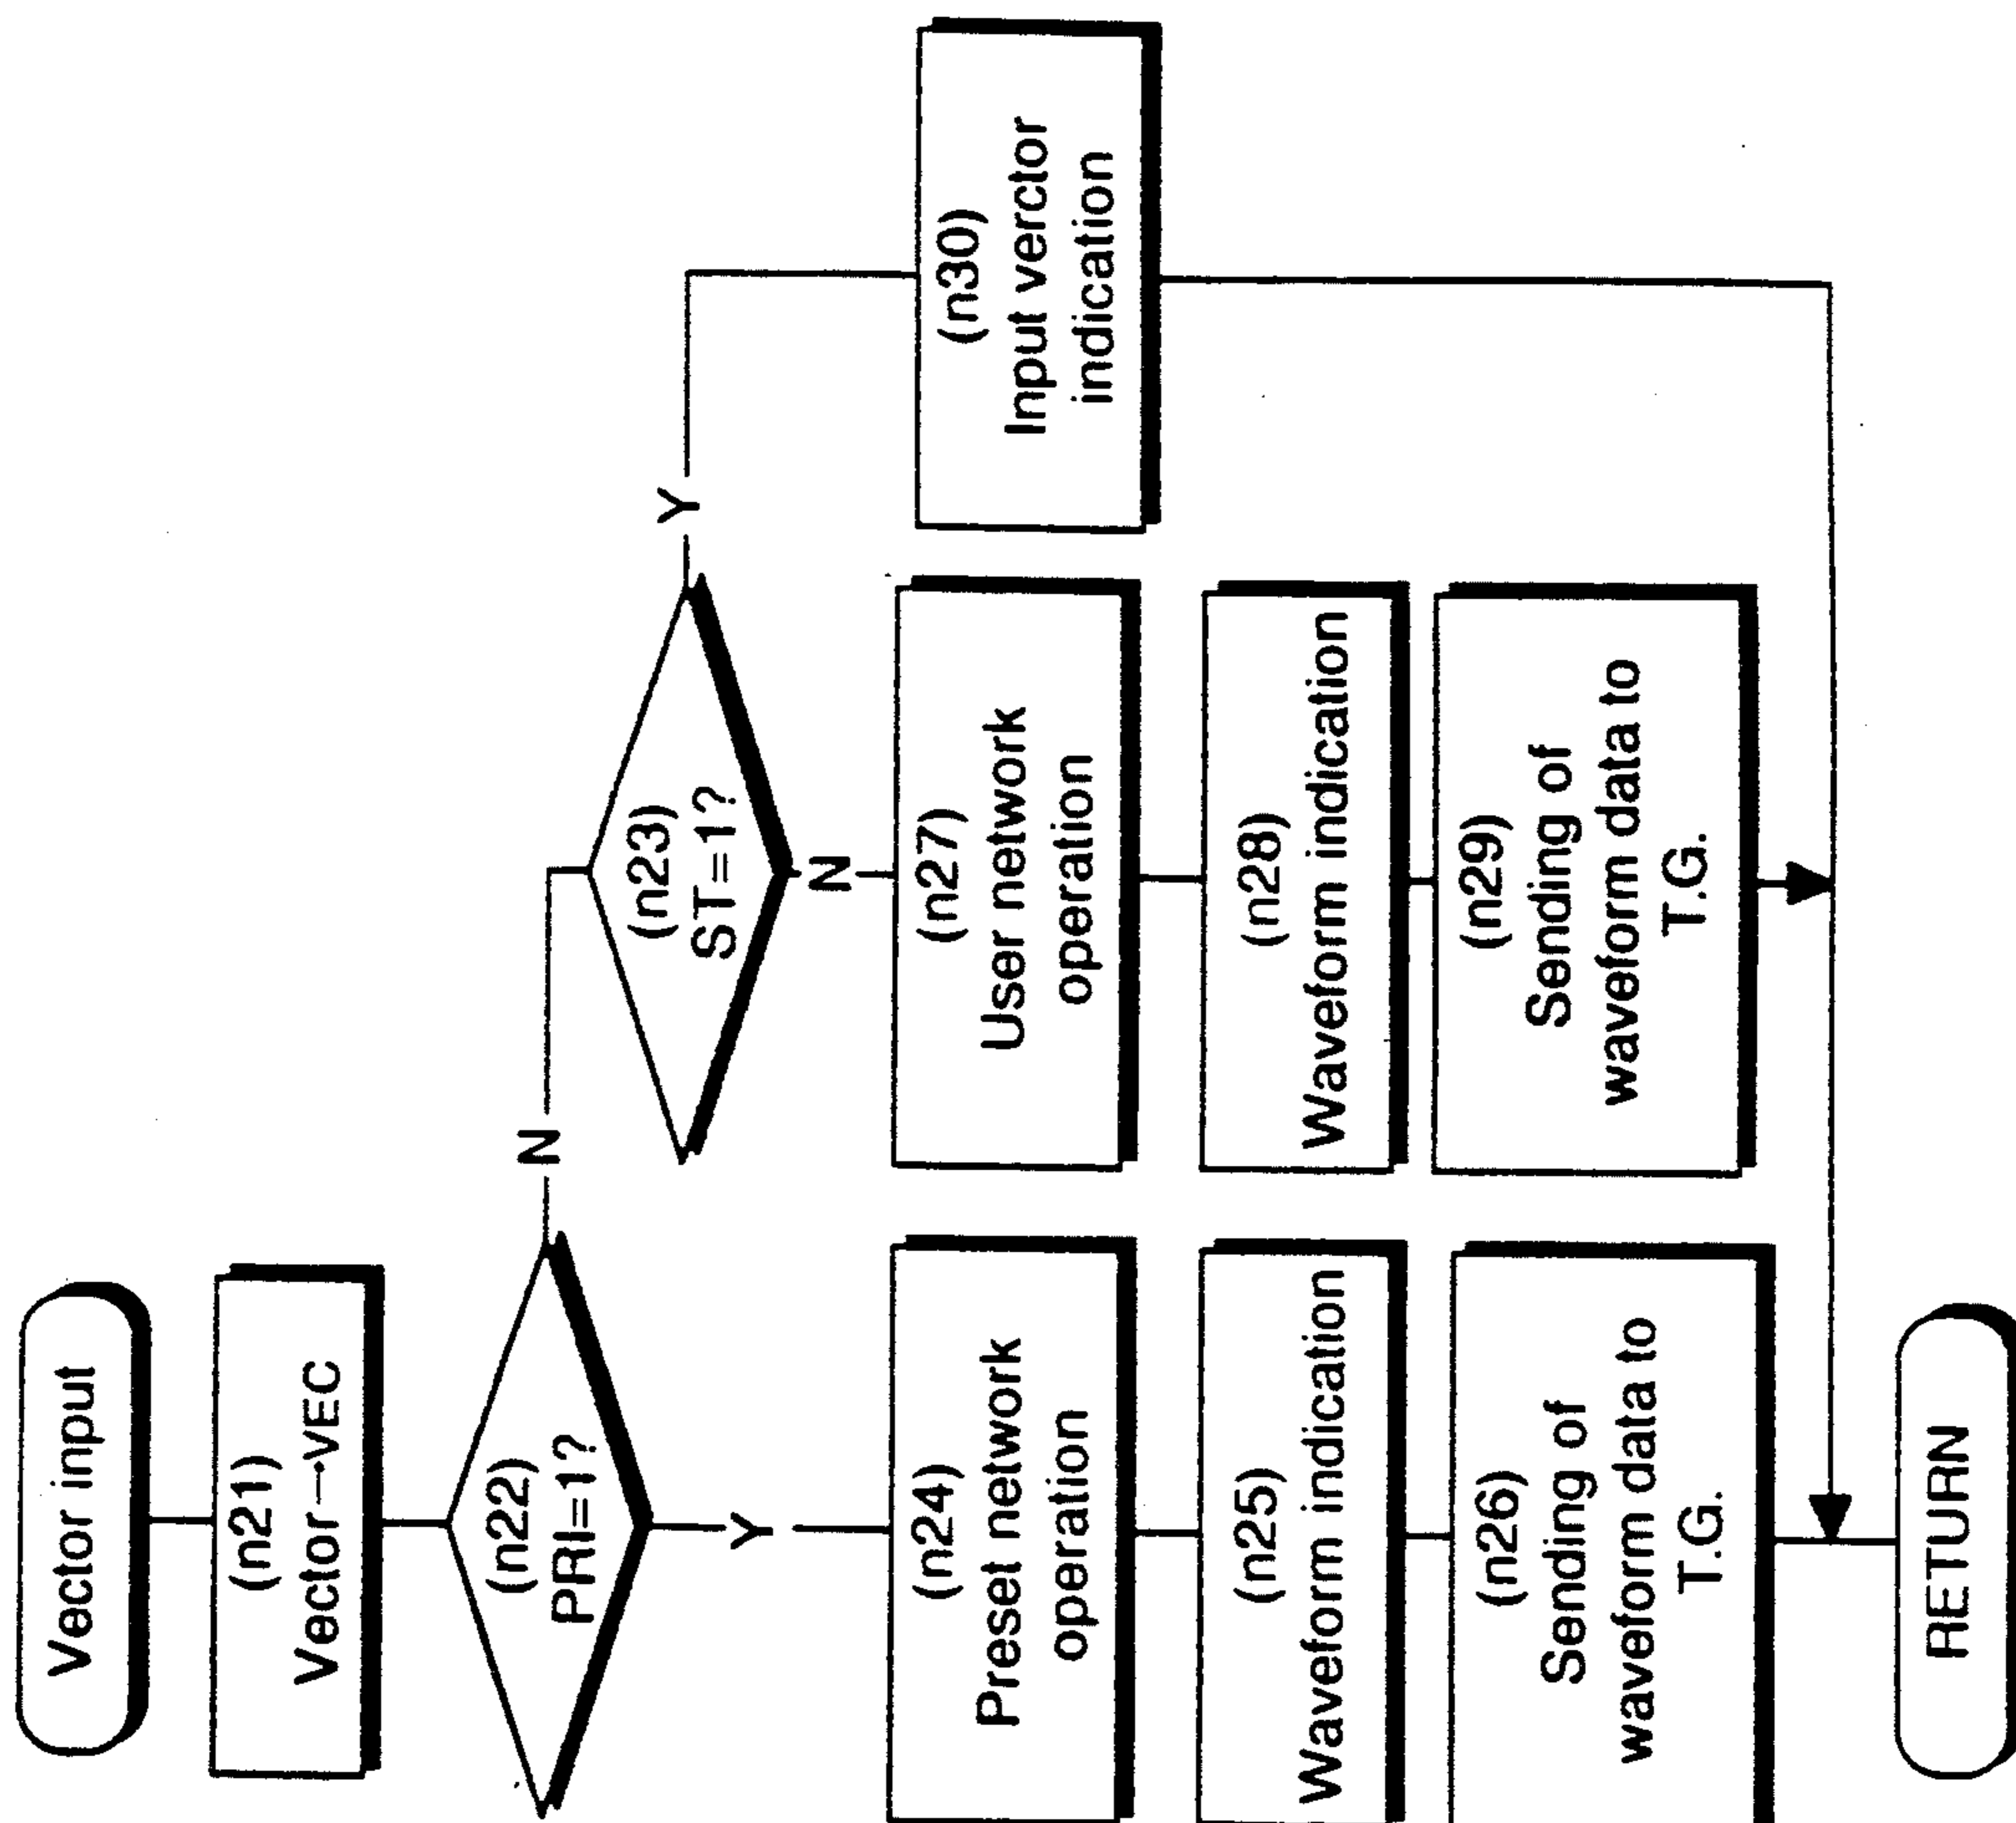 Vector input
(n21)
Vector→VEC
(n22)
PRI=1?
N
Y
(n23)
ST=1?
Y
N
(n24)
Preset network
operation
(n25)
Waveform indication
(n26)
Sending of
waveform data to
T.G.
(n27)
User network
operation
(n28)
Waveform indication
(n29)
Sending of
waveform data to
T.G.
(n30)
Input verctor
indication
RETURN